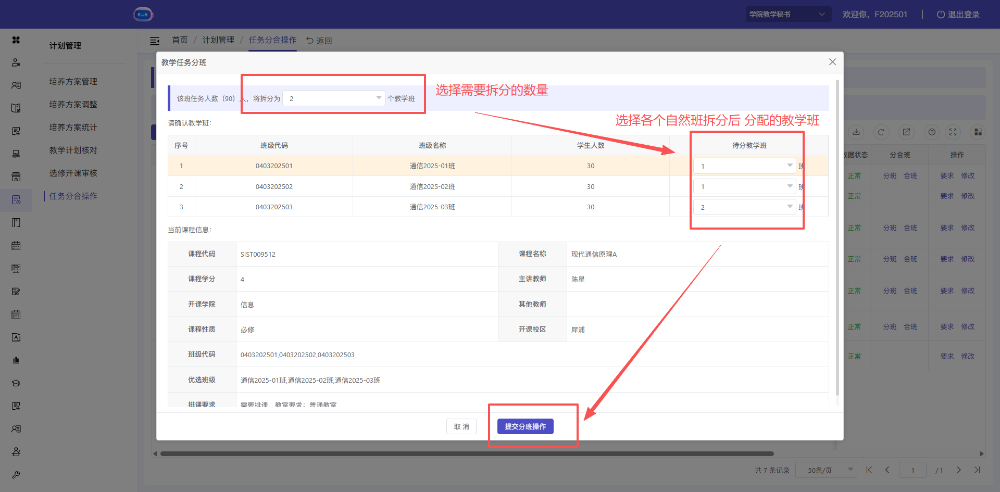 学院教学秘书
欢迎你，F202501
退出登录
计划管理
首页 / 计划管理 / 任务分合操作 返回
培养方案管理
培养方案调整
培养方案统计
教学计划核对
选修开课审核
任务分合操作
教学任务分班
该班任务人数（90）人，将拆分为 2 个教学班
选择需要拆分的数量
选择各个自然班拆分后 分配的教学班
请确认教学班：
序号 班级代码 班级名称 学生人数 待分教学班
1 0403202501 通信2025-01班 30 1 班
2 0403202502 通信2025-02班 30 1 班
3 0403202503 通信2025-03班 30 2 班
当前课程信息：
课程代码 SIST009512 课程名称 现代通信原理A
课程学分 4 主讲教师 陈星
开课学院 信息 其他教师
课程性质 必修 开课校区 犀浦
班级代码 0403202501,0403202502,0403202503
优选班级 通信2025-01班,通信2025-02班,通信2025-03班
排课要求 需要排课，教室要求：普通教室
取 消 提交分班操作
据状态 分合班 操作
正常 分班 合班 要求 修改
正常 要求 修改
正常 分班 合班 要求 修改
正常 分班 合班 要求 修改
正常 分班 合班 要求 修改
正常 分班 合班 要求 修改
正常 要求 修改
共 7 条记录 50条/页 1 / 1